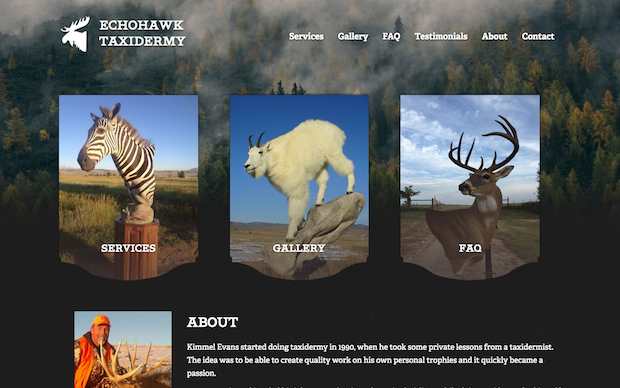 ECHOHAWK
TAXIDERMY
Services Gallery FAQ Testimonials About Contact
SERVICES
GALLERY
FAQ
ABOUT
Kimmel Evans started doing taxidermy in 1990, when he took some private lessons from a taxidermist.
The idea was to be able to create quality work on his own personal trophies and it quickly became a
passion.